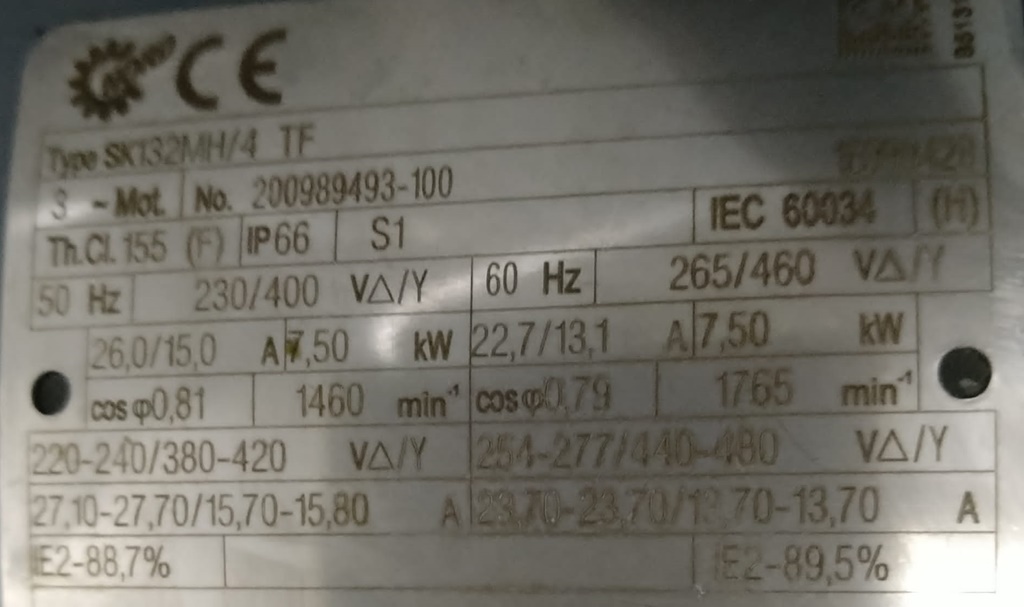 CE
Type SK132MH/4 TF
3 ~Mot. No. 200989493-100
Th.Cl. 155 (F) IP66 S1 IEC 60034 (H)
50 Hz 230/400 VΔ/Y 60 Hz 265/460 VΔ/Y
26,0/15,0 A 7,50 kW 22,7/13,1 A 7,50 kW
cos φ0,81 1460 min⁻¹ cos φ0,79 1765 min⁻¹
220-240/380-420 VΔ/Y 254-277/440-480 VΔ/Y
27,10-27,70/15,70-15,80 A 23,70-23,70/13,70-13,70 A
IE2-88,7% IE2-89,5%